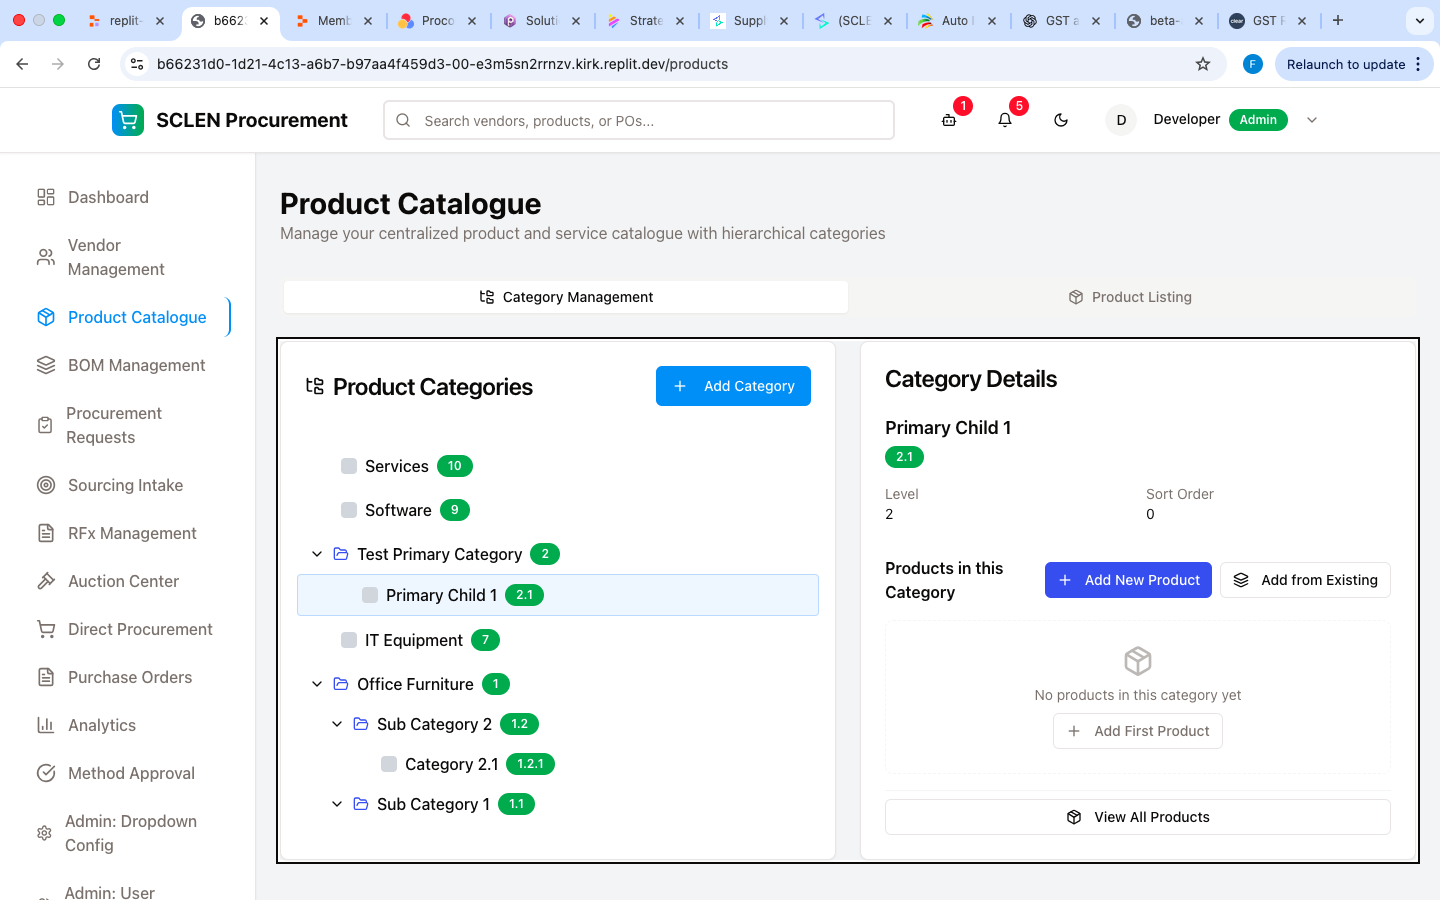 replit-
b662:
Memb
Proco
Soluti
Strate
Suppl
(SCLE
Auto I
GST a
beta-
GST R
b66231d0-1d21-4c13-a6b7-b97aa4f459d3-00-e3m5sn2rrnzv.kirk.replit.dev/products
F
Relaunch to update
SCLEN Procurement
Search vendors, products, or POs...
1
5
D
Developer
Admin
Dashboard
Vendor
Management
Product Catalogue
BOM Management
Procurement
Requests
Sourcing Intake
RFx Management
Auction Center
Direct Procurement
Purchase Orders
Analytics
Method Approval
Admin: Dropdown
Config
Admin: User
Product Catalogue
Manage your centralized product and service catalogue with hierarchical categories
Category Management
Product Listing
Product Categories
Add Category
Services 10
Software 9
Test Primary Category 2
Primary Child 1 2.1
IT Equipment 7
Office Furniture 1
Sub Category 2 1.2
Category 2.1 1.2.1
Sub Category 1 1.1
Category Details
Primary Child 1
2.1
Level
2
Sort Order
0
Products in this
Category
Add New Product
Add from Existing
No products in this category yet
Add First Product
View All Products